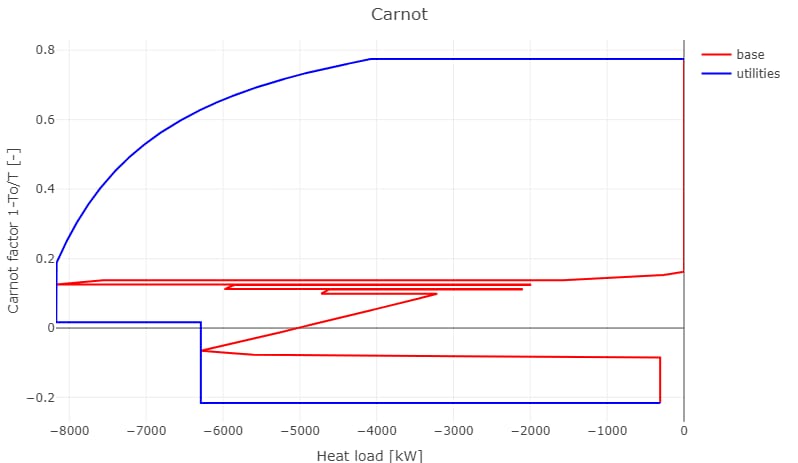 Carnot
base
utilities
0.8
0.6
0.4
0.2
0
−0.2
Carnot factor 1-To/T [-]
−8000 −7000 −6000 −5000 −4000 −3000 −2000 −1000 0
Heat load [kW]